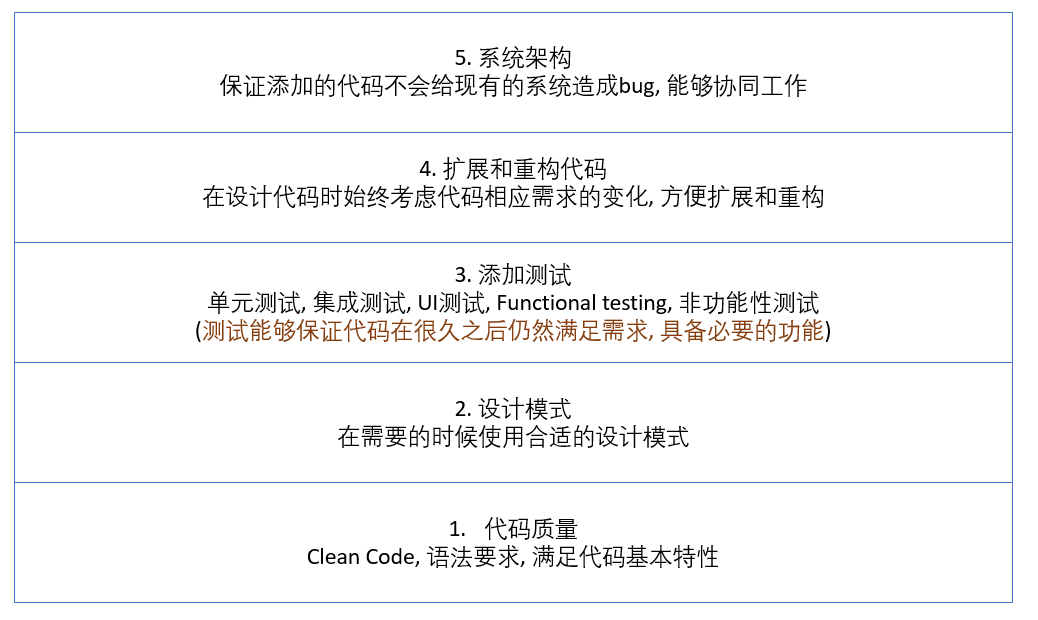 5. 系统架构
保证添加的代码不会给现有的系统造成bug, 能够协同工作
4. 扩展和重构代码
在设计代码时始终考虑代码相应需求的变化, 方便扩展和重构
3. 添加测试
单元测试, 集成测试, UI测试, Functional testing, 非功能性测试
(测试能够保证代码在很久之后仍然满足需求, 具备必要的功能)
2. 设计模式
在需要的时候使用合适的设计模式
1. 代码质量
Clean Code, 语法要求, 满足代码基本特性